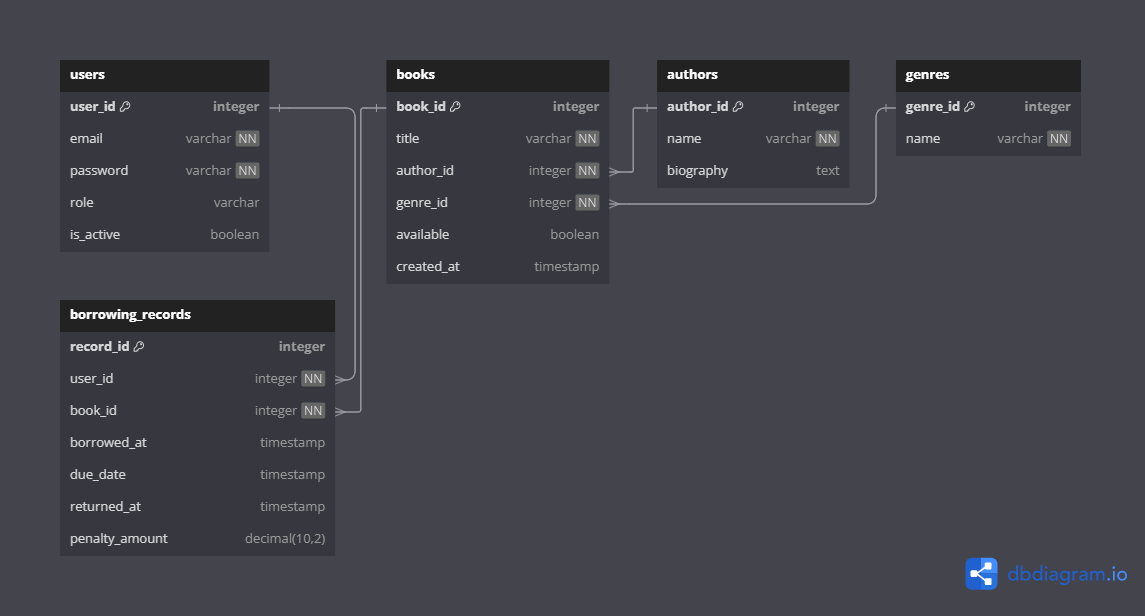 users
user_id integer
email varchar NN
password varchar NN
role varchar
is_active boolean
books
book_id integer
title varchar NN
author_id integer NN
genre_id integer NN
available boolean
created_at timestamp
authors
author_id integer
name varchar NN
biography text
genres
genre_id integer
name varchar NN
borrowing_records
record_id integer
user_id integer NN
book_id integer NN
borrowed_at timestamp
due_date timestamp
returned_at timestamp
penalty_amount decimal(10,2)
dbdiagram.io